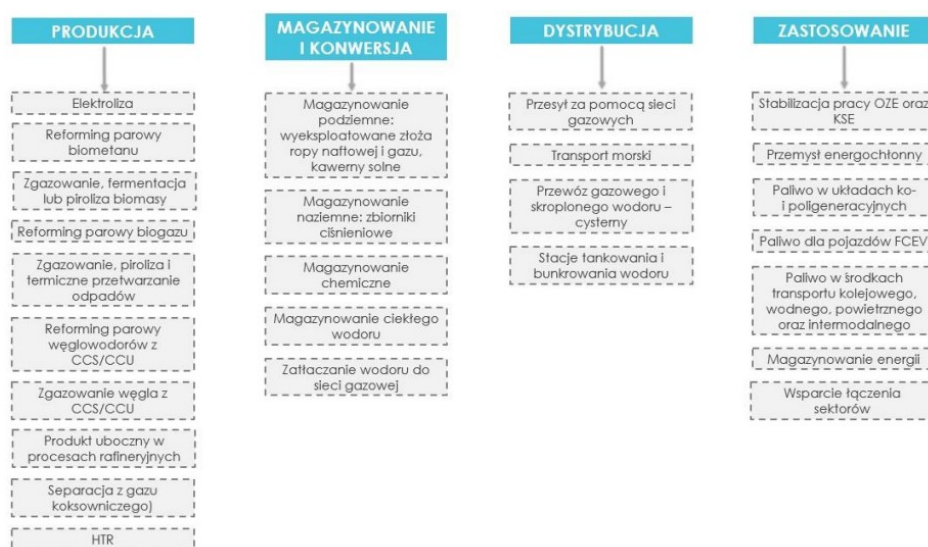 PRODUKCJA
Elektroliza
Reforming parowy
biometanu
Zgazowanie, fermentacja
lub piroliza biomasy
Reforming parowy biogazu
Zgazowanie, piroliza i
termiczne przetwarzanie
odpadów
Reforming parowy
węglowodorów z
CCS/CCU
Zgazowanie węgla z
CCS/CCU
Produkt uboczny w
procesach rafineryjnych
Separacja z gazu
koksowniczego)
HTR
MAGAZYNOWANIE
I KONWERSJA
Magazynowanie
podziemne:
wyeksploatowane złoża
ropy naftowej i gazu,
kawerny solne
Magazynowanie
naziemne: zbiorniki
ciśnieniowe
Magazynowanie
chemiczne
Magazynowanie ciekłego
wodoru
Zatłaczanie wodoru do
sieci gazowej
DYSTRYBUCJA
Przesył za pomocą sieci
gazowych
Transport morski
Przewóz gazowego i
skroplonego wodoru –
cysterny
Stacje tankowania i
bunkrowania wodoru
ZASTOSOWANIE
Stabilizacja pracy OZE oraz
KSE
Przemysł energochłonny
Paliwo w układach ko-
i poligeneracyjnych
Paliwo dla pojazdów FCEV
Paliwo w środkach
transportu kolejowego,
wodnego, powietrznego
oraz intermodalnego
Magazynowanie energii
Wsparcie łączenia
sektorów